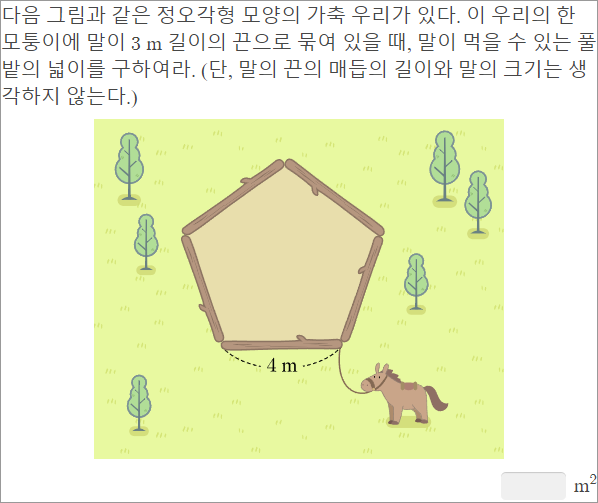 다음 그림과 같은 정오각형 모양의 가축 우리가 있다. 이 우리의 한
모퉁이에 말이 3 m 길이의 끈으로 묶여 있을 때, 말이 먹을 수 있는 풀
밭의 넓이를 구하여라. (단, 말의 끈의 매듭의 길이와 말의 크기는 생
각하지 않는다.)
4 m
m²